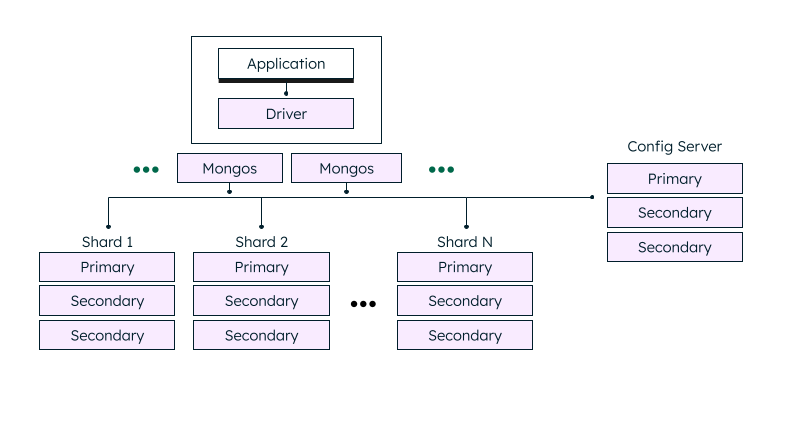 Application
Driver
Mongos
Mongos
Config Server
Primary
Secondary
Secondary
Shard 1
Primary
Secondary
Secondary
Shard 2
Primary
Secondary
Secondary
Shard N
Primary
Secondary
Secondary